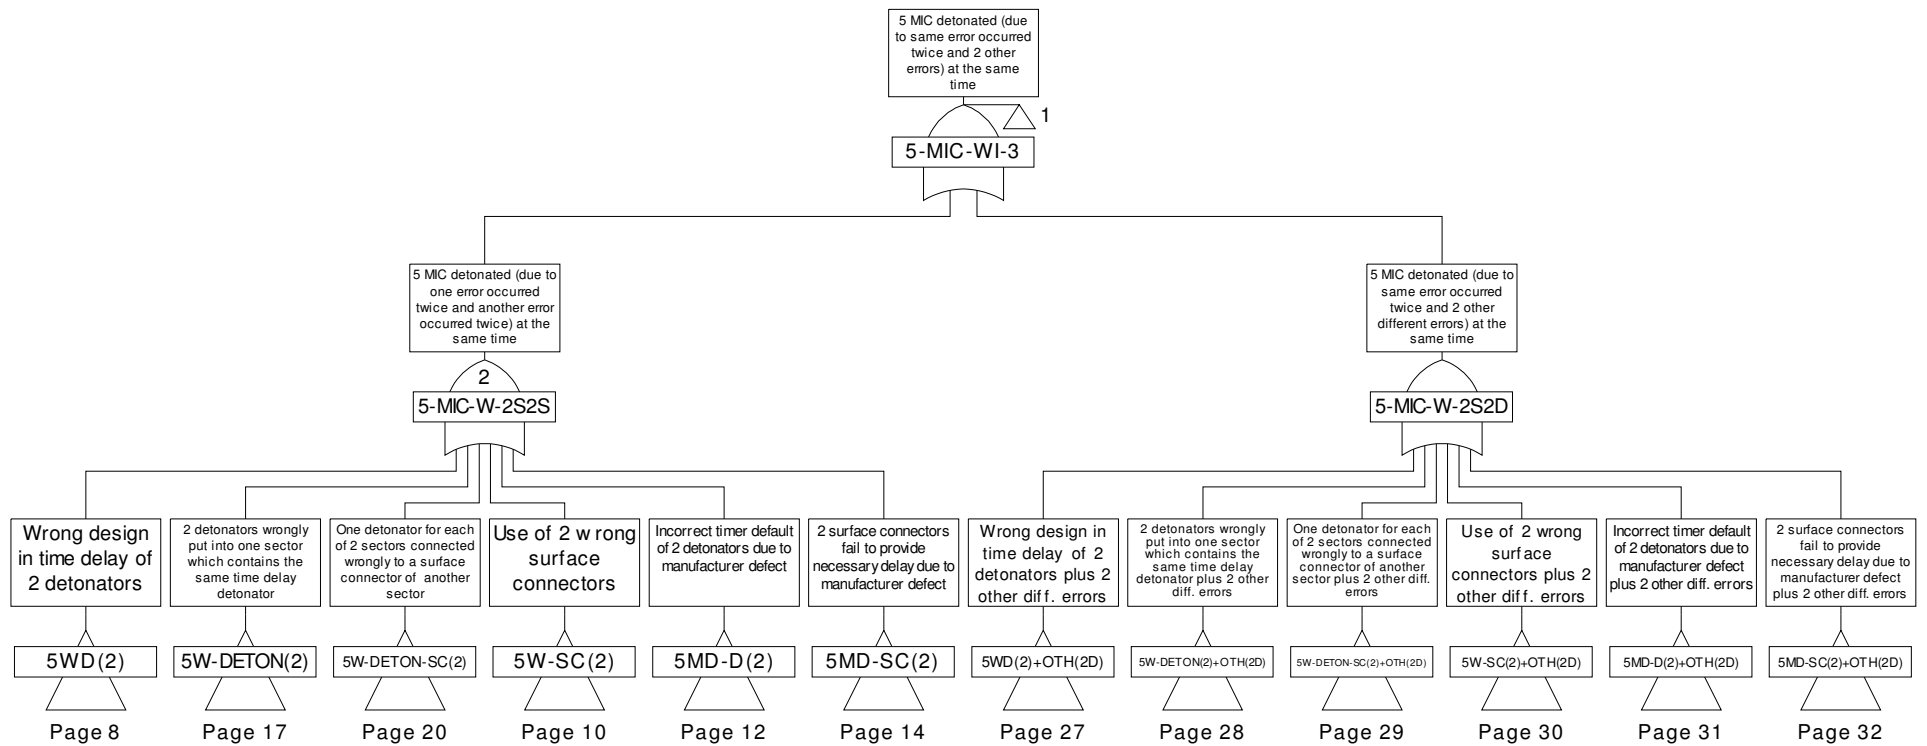 5 MIC detonated (due
to same error occurred
twice and 2 other
errors) at the same
time
1
5-MIC-WI-3
5 MIC detonated (due to
one error occurred
twice and another error
occurred twice) at the
same time
2
5-MIC-W-2S2S
5 MIC detonated (due to
same error occurred
twice and 2 other
different errors) at the
same time
5-MIC-W-2S2D
Wrong design
in time delay of
2 detonators
5WD(2)
Page 8
2 detonators wrongly
put into one sector
which contains the
same time delay
detonator
5W-DETON(2)
Page 17
One detonator for each
of 2 sectors connected
wrongly to a surface
connector of another
sector
5W-DETON-SC(2)
Page 20
Use of 2 wrong
surface
connectors
5W-SC(2)
Page 10
Incorrect timer default
of 2 detonators due to
manufacturer defect
5MD-D(2)
Page 12
2 surface connectors
fail to provide
necessary delay due to
manufacturer defect
5MD-SC(2)
Page 14
Wrong design in
time delay of 2
detonators plus 2
other diff. errors
5WD(2)+OTH(2D)
Page 27
2 detonators wrongly
put into one sector
which contains the
same time delay
detonator plus 2 other
diff. errors
5W-DETON(2)+OTH(2D)
Page 28
One detonator for each
of 2 sectors connected
wrongly to a surface
connector of another
sector plus 2 other diff.
errors
5W-DETON-SC(2)+OTH(2D)
Page 29
Use of 2 wrong
surface
connectors plus 2
other diff. errors
5W-SC(2)+OTH(2D)
Page 30
Incorrect timer default
of 2 detonators due to
manufacturer defect
plus 2 other diff. errors
5MD-D(2)+OTH(2D)
Page 31
2 surface connectors
fail to provide
necessary delay due to
manufacturer defect
plus 2 other diff. errors
5MD-SC(2)+OTH(2D)
Page 32